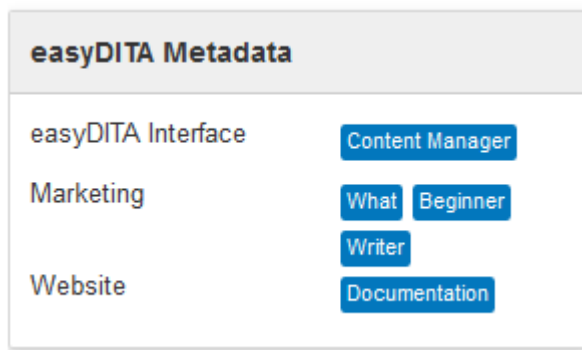 easyDITA Metadata
easyDITA Interface Content Manager
Marketing What Beginner
Writer
Website Documentation